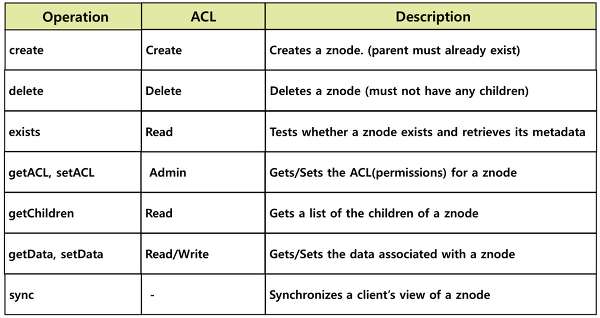 Operation ACL Description
create Create Creates a znode. (parent must already exist)
delete Delete Deletes a znode (must not have any children)
exists Read Tests whether a znode exists and retrieves its metadata
getACL, setACL Admin Gets/Sets the ACL(permissions) for a znode
getChildren Read Gets a list of the children of a znode
getData, setData Read/Write Gets/Sets the data associated with a znode
sync - Synchronizes a client’s view of a znode